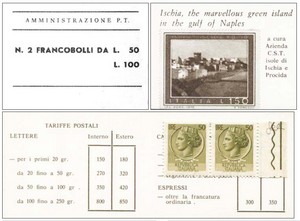 AMMINISTRAZIONE P.T.
N. 2 FRANCOBOLLI DA L. 50
L. 100
Ischia, the marvellous green island
in the gulf of Naples
a cura
Azienda
C.S.T.
isole di
Ischia e
Procida
ITALIA L.150
TARIFFE POSTALI
LETTERE Interno Estero
— per i primi 20 gr. 150 180
da 20 fino a 50 gr.
da 50 fino a 100 gr. 350 420
da 100 fino a 250 gr. 800 850
50
ESPRESSI
— oltre la francatura
ordinaria 300 350